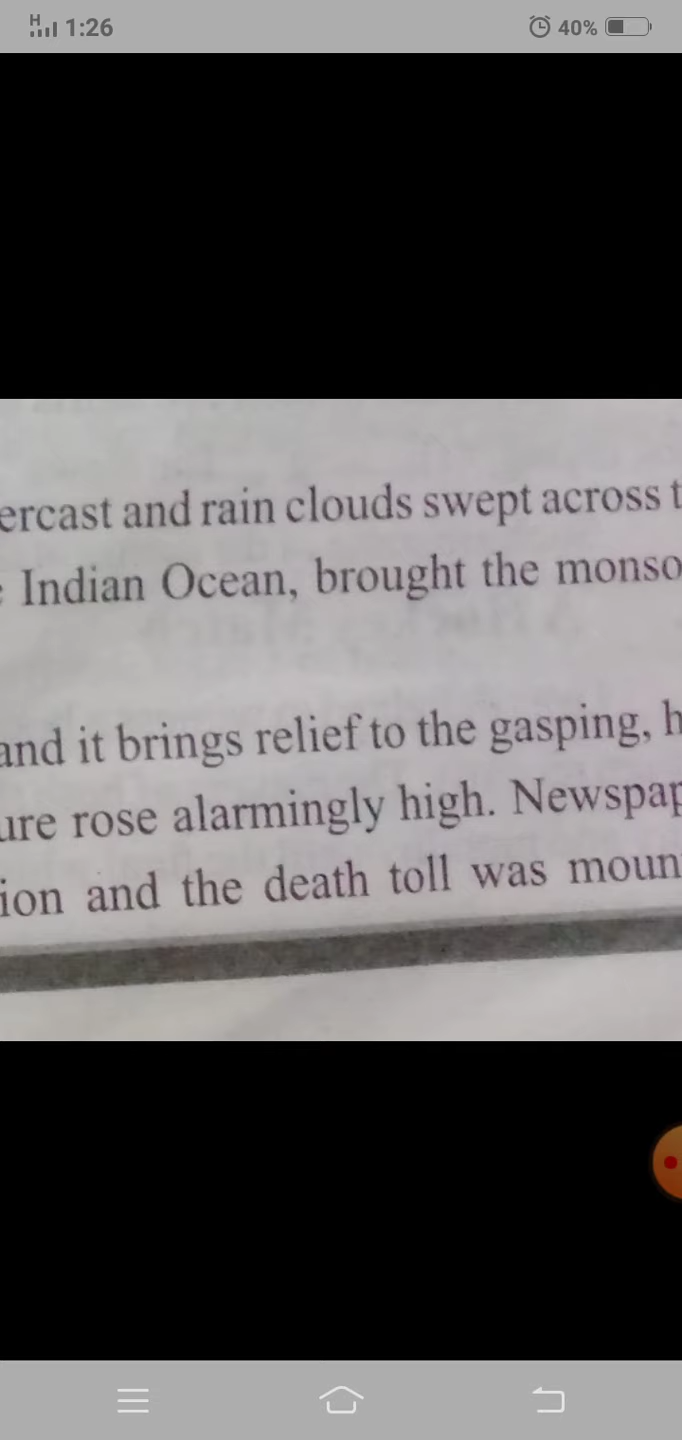 H 1:26 40%
ercast and rain clouds swept across t
Indian Ocean, brought the monso
and it brings relief to the gasping, h
ure rose alarmingly high. Newspap
ion and the death toll was moun